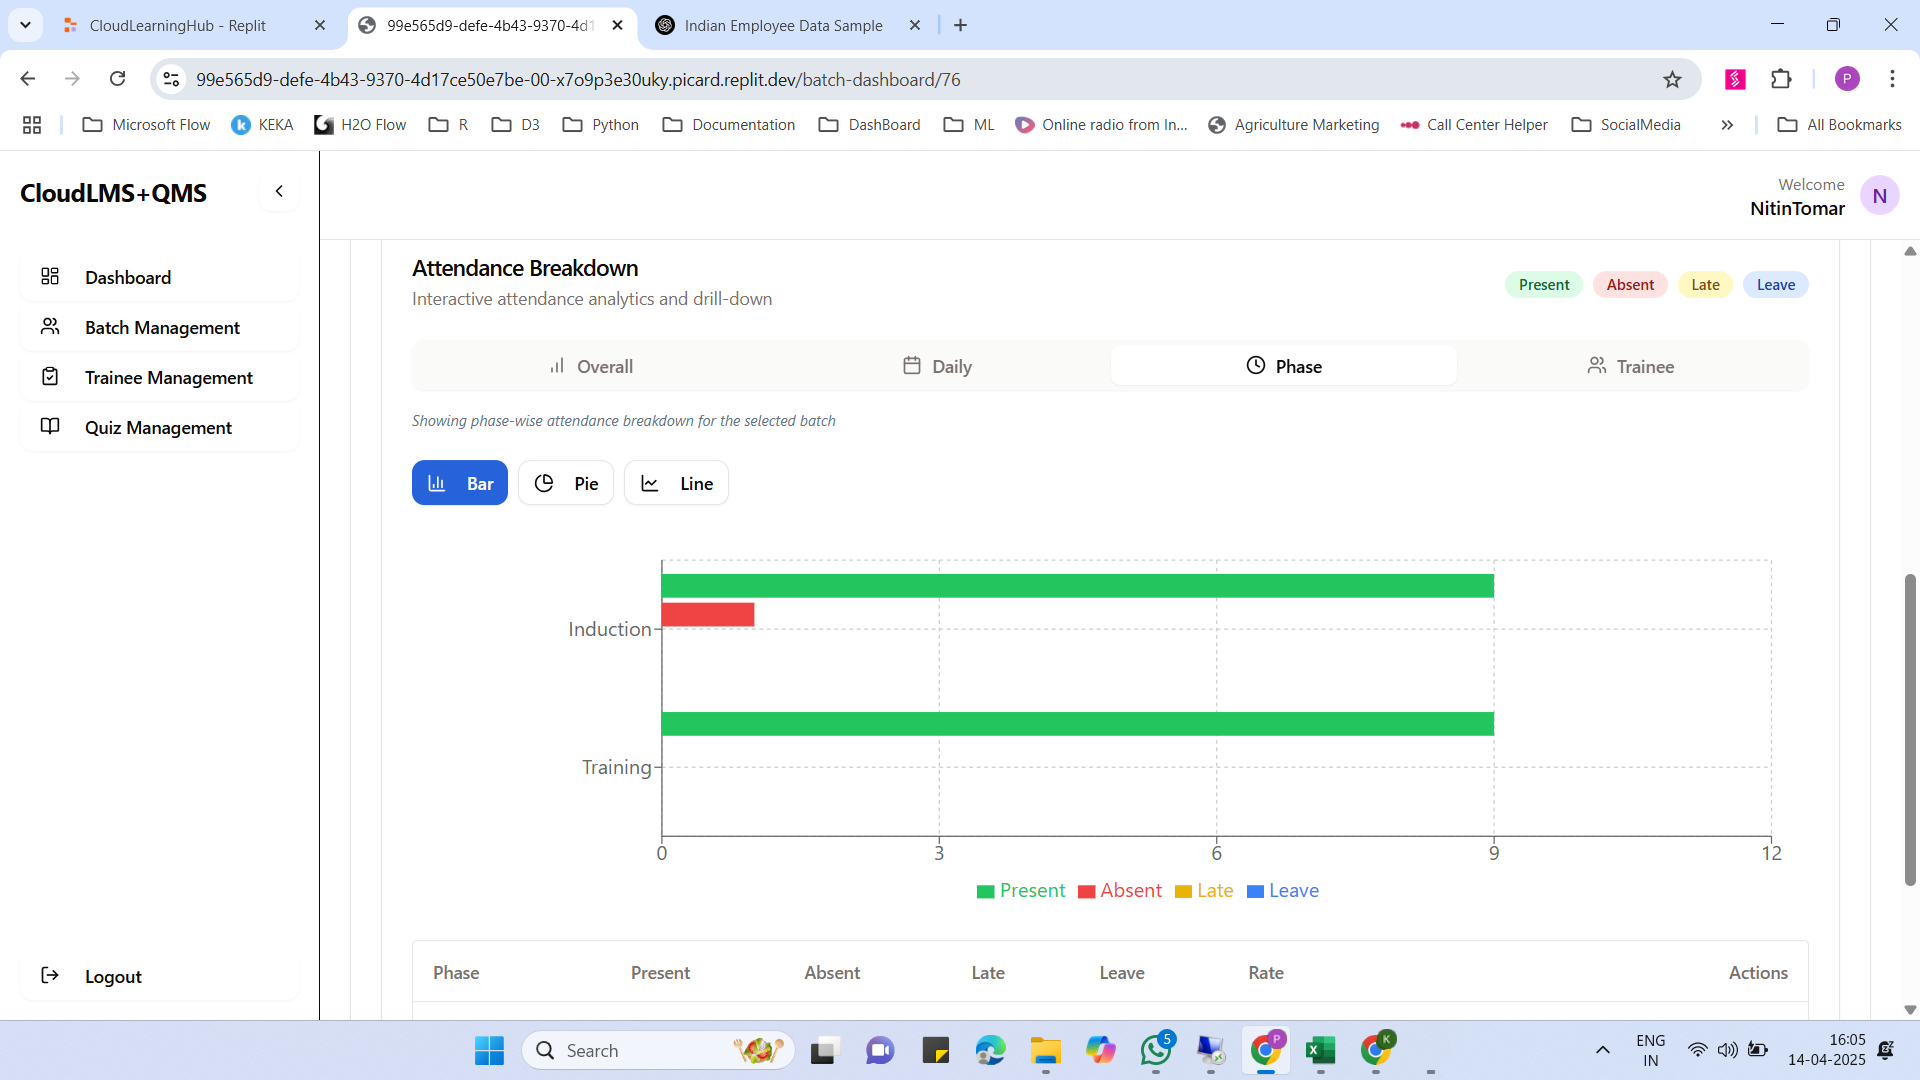 CloudLearningHub - Replit
99e565d9-defe-4b43-9370-4d1
Indian Employee Data Sample
99e565d9-defe-4b43-9370-4d17ce50e7be-00-x7o9p3e30uky.picard.replit.dev/batch-dashboard/76
P
Microsoft Flow
KEKA
H2O Flow
R
D3
Python
Documentation
DashBoard
ML
Online radio from In...
Agriculture Marketing
Call Center Helper
SocialMedia
All Bookmarks
CloudLMS+QMS
Welcome
NitinTomar
N
Dashboard
Batch Management
Trainee Management
Quiz Management
Logout
Attendance Breakdown
Interactive attendance analytics and drill-down
Present Absent Late Leave
Overall Daily Phase Trainee
Showing phase-wise attendance breakdown for the selected batch
Bar Pie Line
Induction
Training
0 3 6 9 12
Present Absent Late Leave
Phase Present Absent Late Leave Rate Actions
Search
5
P
K
ENG
IN
16:05
14-04-2025